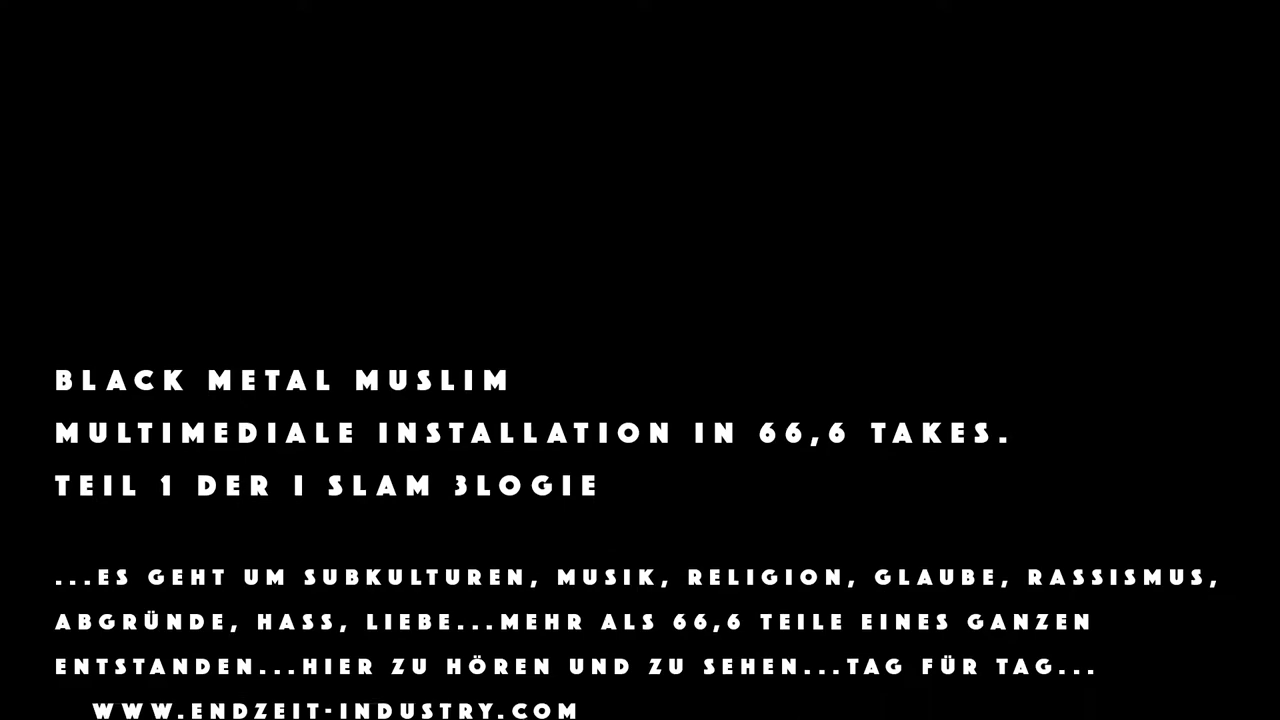 BLACK METAL MUSLIM
MULTIMEDIALE INSTALLATION IN 66,6 TAKES.
TEIL 1 DER I SLAM 3LOGIE
...ES GEHT UM SUBKULTUREN, MUSIK, RELIGION, GLAUBE, RASSISMUS,
ABGRÜNDE, HASS, LIEBE...MEHR ALS 66,6 TEILE EINES GANZEN
ENTSTANDEN...HIER ZU HÖREN UND ZU SEHEN...TAG FÜR TAG...
WWW.ENDZEIT-INDUSTRY.COM